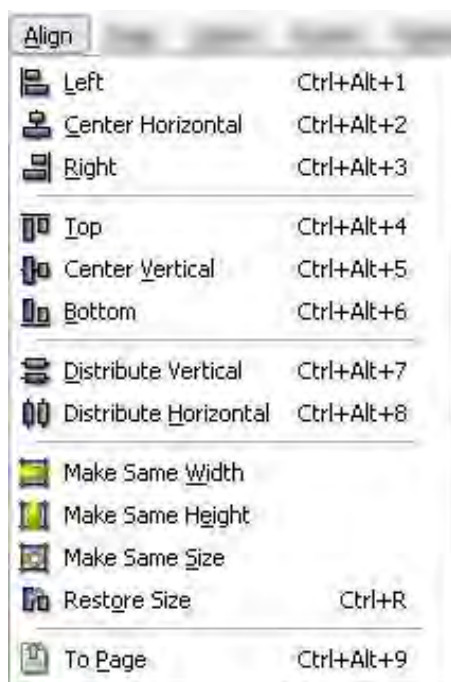 Align
Left Ctrl+Alt+1
Center Horizontal Ctrl+Alt+2
Right Ctrl+Alt+3
Top Ctrl+Alt+4
Center Vertical Ctrl+Alt+5
Bottom Ctrl+Alt+6
Distribute Vertical Ctrl+Alt+7
Distribute Horizontal Ctrl+Alt+8
Make Same Width
Make Same Height
Make Same Size
Restore Size Ctrl+R
To Page Ctrl+Alt+9